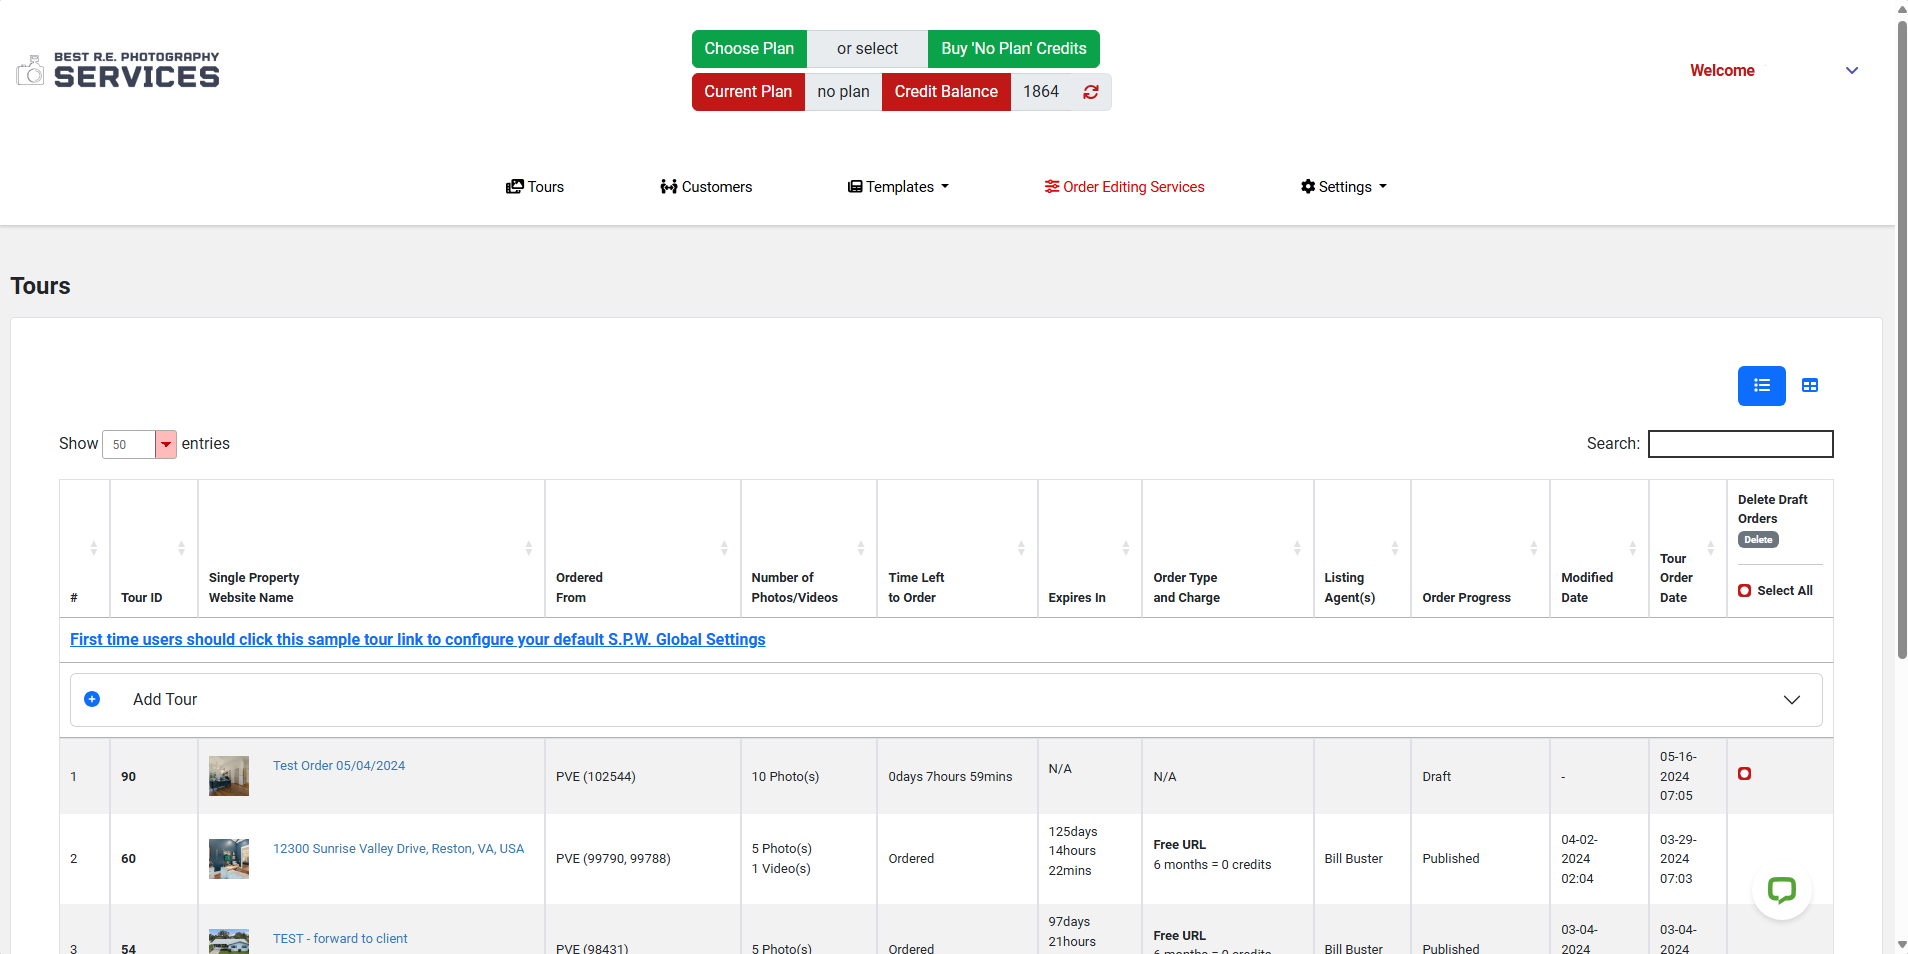 BEST R.E. PHOTOGRAPHY
SERVICES
Choose Plan or select Buy 'No Plan' Credits
Current Plan no plan Credit Balance 1864
Welcome
Tours Customers Templates Order Editing Services Settings
Tours
Show 50 entries
Search:
#
Tour ID
Single Property
Website Name
Ordered
From
Number of
Photos/Videos
Time Left
to Order
Expires In
Order Type
and Charge
Listing
Agent(s)
Order Progress
Modified
Date
Tour
Order
Date
Delete Draft
Orders
Delete
Select All
First time users should click this sample tour link to configure your default S.P.W. Global Settings
Add Tour
1
90
Test Order 05/04/2024
PVE (102544)
10 Photo(s)
0days 7hours 59mins
N/A
N/A
Draft
-
05-16-
2024
07:05
2
60
12300 Sunrise Valley Drive, Reston, VA, USA
PVE (99790, 99788)
5 Photo(s)
1 Video(s)
Ordered
125days
14hours
22mins
Free URL
6 months = 0 credits
Bill Buster
Published
04-02-
2024
02:04
03-29-
2024
07:03
3
54
TEST - forward to client
PVE (98431)
5 Photo(s)
Ordered
97days
21hours
Free URL
6 months = 0 credits
Bill Buster
Published
03-04-
2024
03-04-
2024